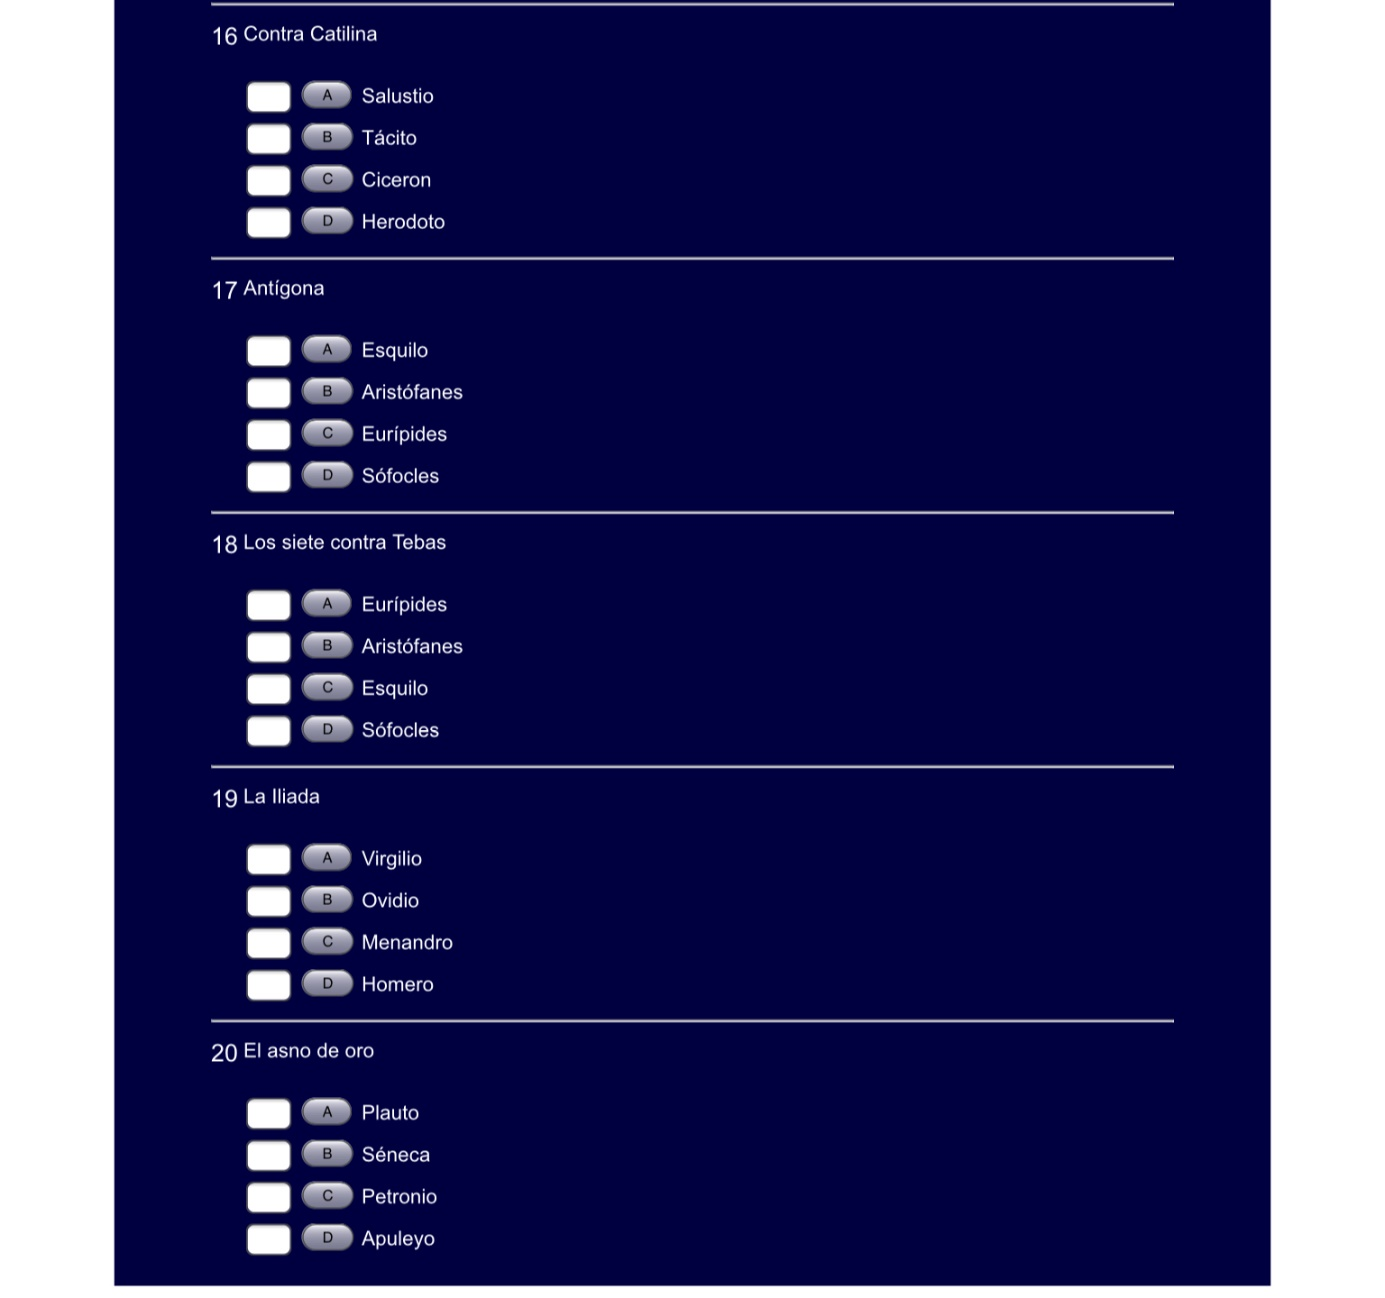 16 Contra Catilina
A Salustio
B Tácito
C Ciceron
D Herodoto
17 Antígona
A Esquilo
B Aristófanes
C Eurípides
D Sófocles
18 Los siete contra Tebas
A Eurípides
B Aristófanes
C Esquilo
D Sófocles
19 La Iliada
A Virgilio
B Ovidio
C Menandro
D Homero
20 El asno de oro
A Plauto
B Séneca
C Petronio
D Apuleyo